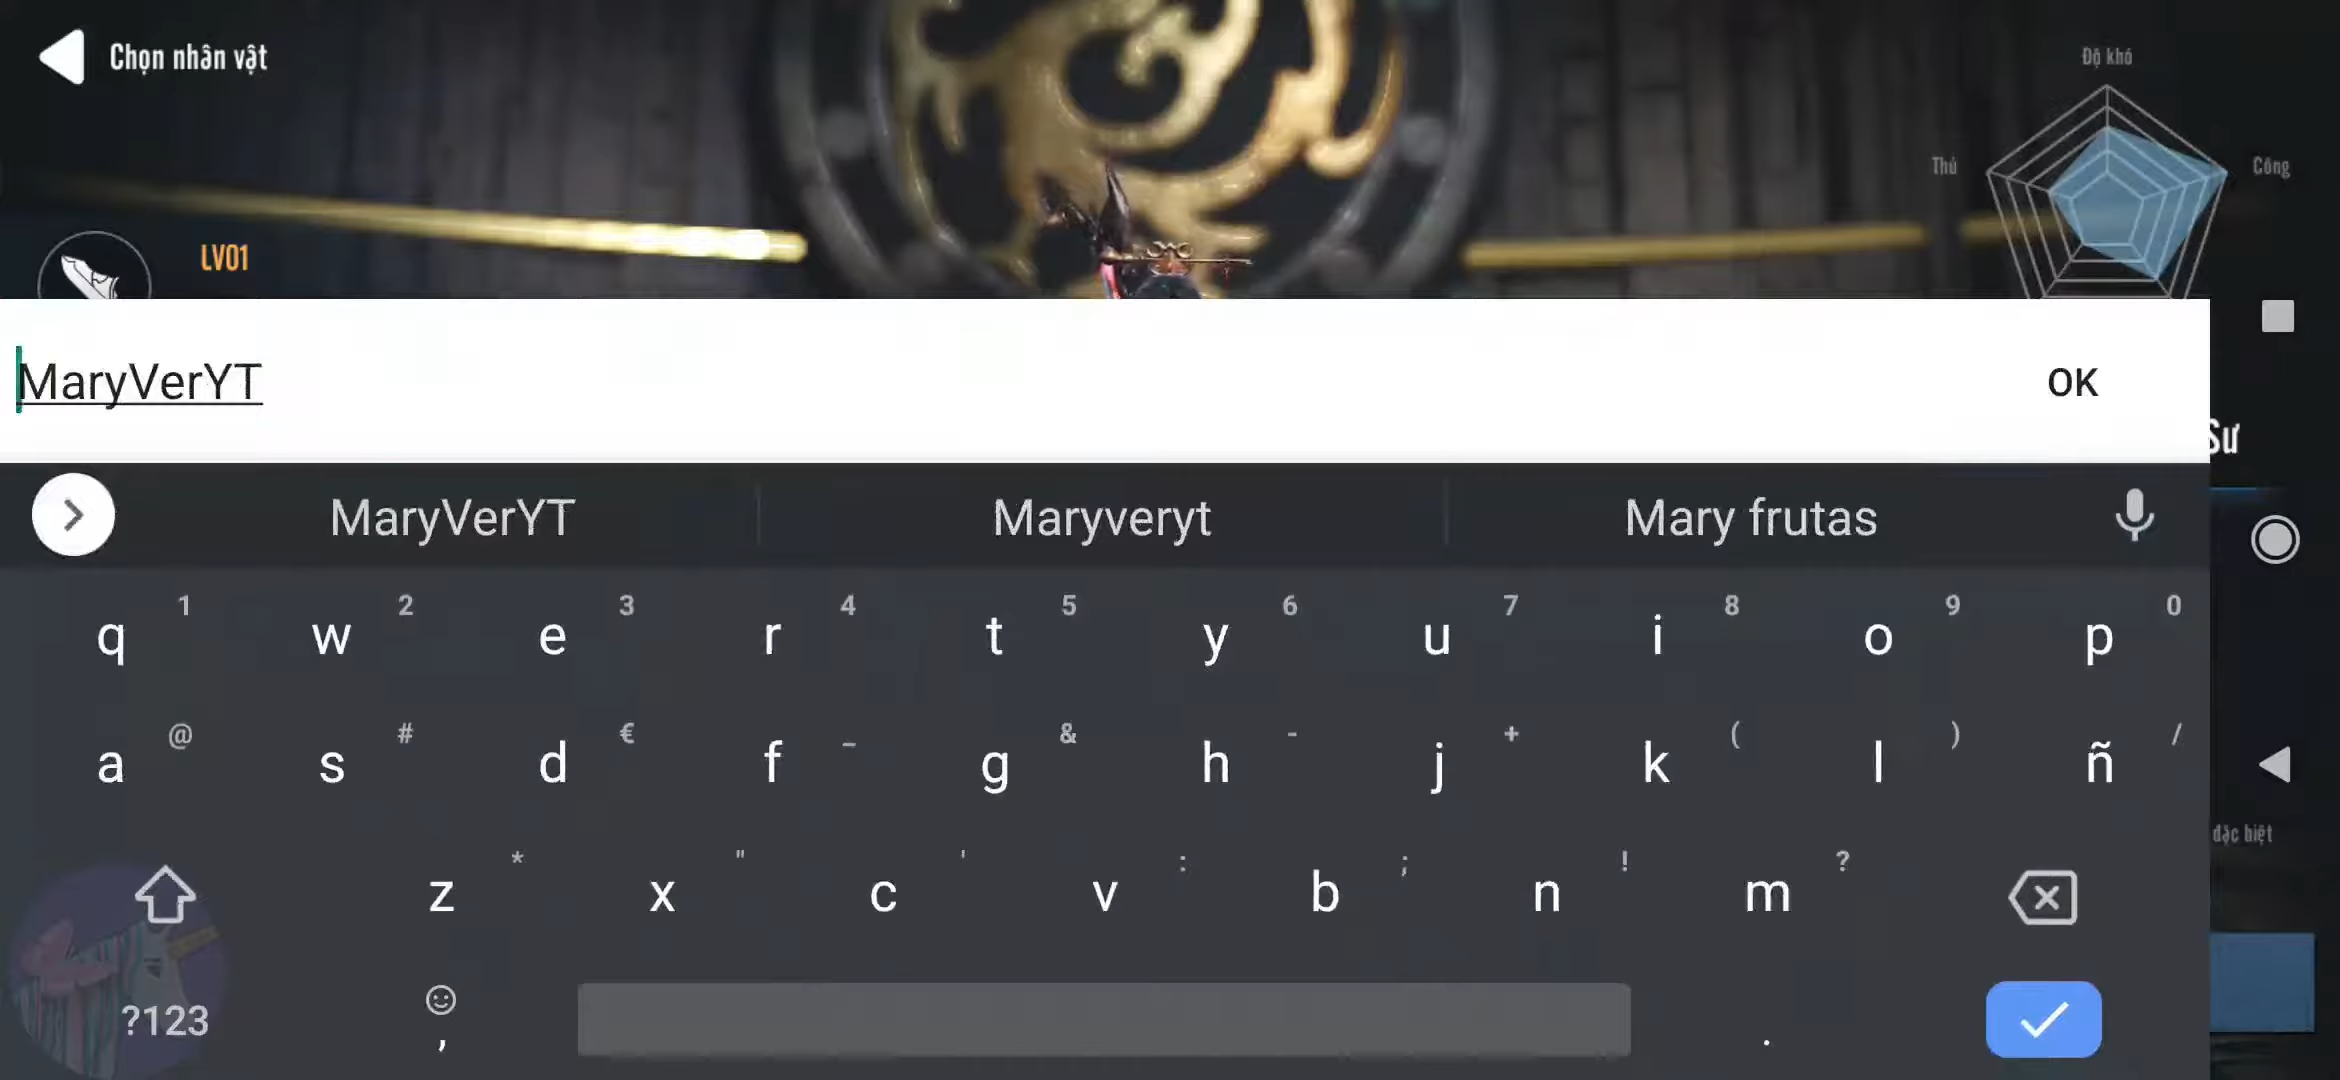 Chọn nhân vật
Độ khó
Thủ
Công
LV01
MaryVerYT
OK
Sư
MaryVerYT
Maryveryt
Mary frutas
q 1 w 2 e 3 r 4 t 5 y 6 u 7 i 8 o 9 p 0
a @ s # d € f _ g & h - j + k ( l ) ñ /
z * x " c ' v : b ; n ! m ?
đặc biệt
?123
,
.